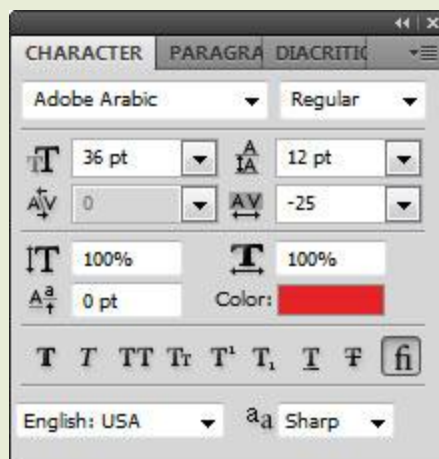 CHARACTER PARAGRA DIACRITIC
Adobe Arabic Regular
36 pt 12 pt
0 -25
100% 100%
0 pt Color:
T T TT Tr T¹ T₁ T T fi
English: USA aa Sharp